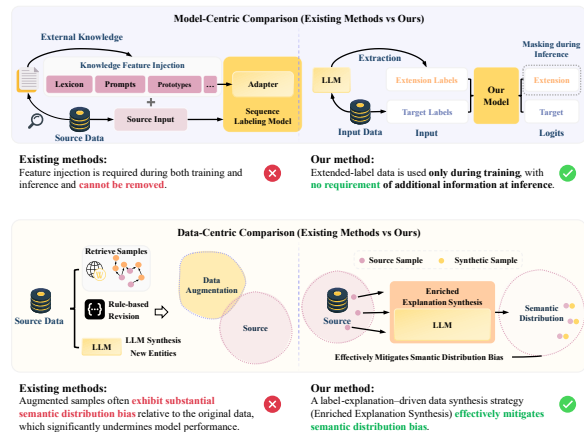 Model-Centric Comparison (Existing Methods vs Ours)
External Knowledge
Knowledge Feature Injection
Lexicon
Prompts
Prototypes
...
Adapter
Source Input
Sequence
Labeling Model
Source Data
Extraction
Masking during
Inference
LLM
Extension Labels
Our
Model
Extension
Target Labels
Target
Input Data
Input
Logits
Existing methods:
Feature injection is required during both training and
inference and cannot be removed.
Our method:
Extended-label data is used only during training, with
no requirement of additional information at inference.
Data-Centric Comparison (Existing Methods vs Ours)
Retrieve Samples
Rule-based
Revision
Source Data
LLM
LLM Synthesis
New Entities
Data
Augmentation
Source
Source Sample
Synthetic Sample
Source
Enriched
Explanation Synthesis
LLM
Semantic
Distribution
Effectively Mitigates Smantic Distribution Bias
Existing methods:
Augmented samples often exhibit substantial
semantic distribution bias relative to the original data,
which significantly undermines model performance.
Our method:
A label-explanation–driven data synthesis strategy
(Enriched Explanation Synthesis) effectively mitigates
semantic distribution bias.